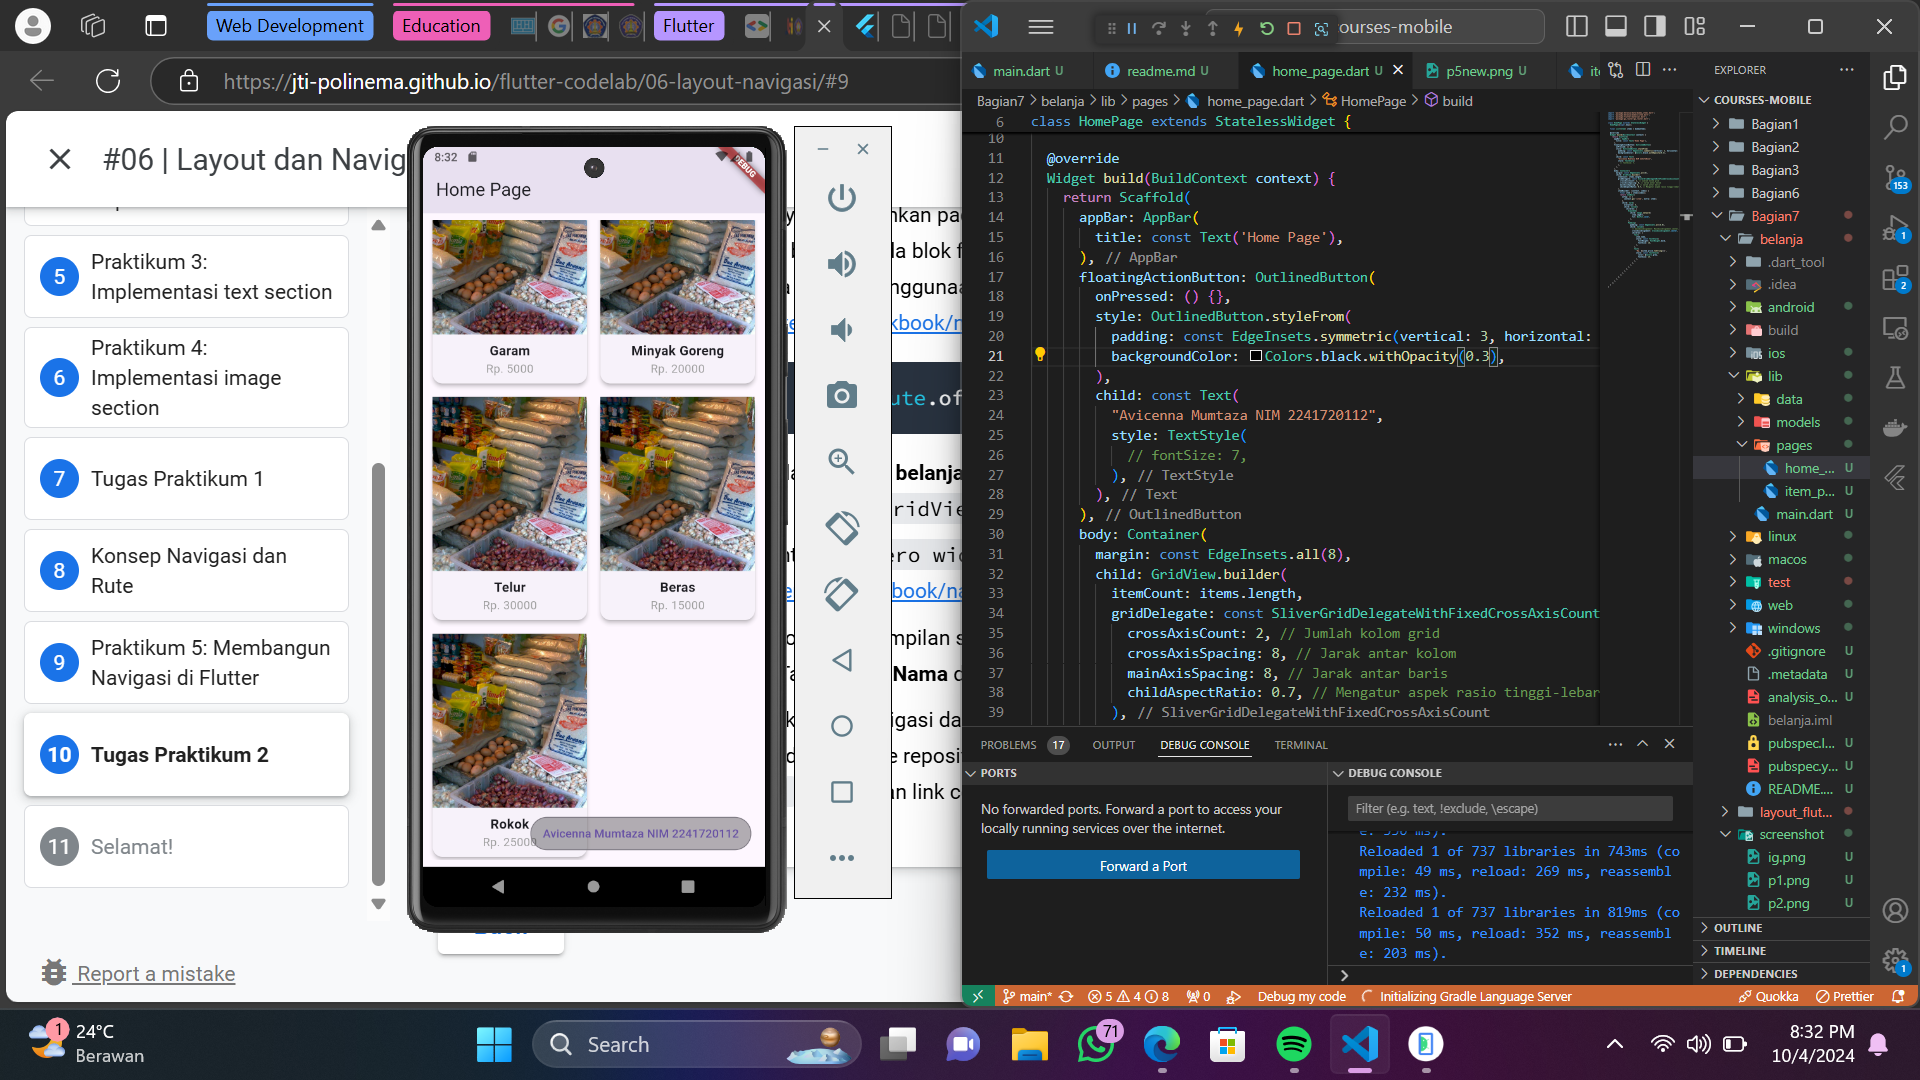 Web Development
Education
Flutter
https://jti-polinema.github.io/flutter-codelab/06-layout-navigasi/#9
#06 | Layout dan Navig
5
Praktikum 3:
Implementasi text section
6
Praktikum 4:
Implementasi image
section
7
Tugas Praktikum 1
8
Konsep Navigasi dan
Rute
9
Praktikum 5: Membangun
Navigasi di Flutter
10
Tugas Praktikum 2
11
Selamat!
Report a mistake
8:32
DEBUG
Home Page
Garam
Rp. 5000
Minyak Goreng
Rp. 20000
Telur
Rp. 30000
Beras
Rp. 15000
Rokok
Rp. 25000
Avicenna Mumtaza NIM 2241720112
courses-mobile
main.dart U
readme.md U
home_page.dart U
p5new.png U
Bagian7 > belanja > lib > pages > home_page.dart > HomePage > build
6 class HomePage extends StatelessWidget {
10
11 @override
12 Widget build(BuildContext context) {
13 return Scaffold(
14 appBar: AppBar(
15 title: const Text('Home Page'),
16 ), // AppBar
17 floatingActionButton: OutlinedButton(
18 onPressed: () {},
19 style: OutlinedButton.styleFrom(
20 padding: const EdgeInsets.symmetric(vertical: 3, horizontal:
21 backgroundColor: Colors.black.withOpacity(0.3),
22 ),
23 child: const Text(
24 "Avicenna Mumtaza NIM 2241720112",
25 style: TextStyle(
26 // fontSize: 7,
27 ), // TextStyle
28 ), // Text
29 ), // OutlinedButton
30 body: Container(
31 margin: const EdgeInsets.all(8),
32 child: GridView.builder(
33 itemCount: items.length,
34 gridDelegate: const SliverGridDelegateWithFixedCrossAxisCount
35 crossAxisCount: 2, // Jumlah kolom grid
36 crossAxisSpacing: 8, // Jarak antar kolom
37 mainAxisSpacing: 8, // Jarak antar baris
38 childAspectRatio: 0.7, // Mengatur aspek rasio tinggi-lebar
39 ), // SliverGridDelegateWithFixedCrossAxisCount
PROBLEMS 17 OUTPUT DEBUG CONSOLE TERMINAL
PORTS
No forwarded ports. Forward a port to access your
locally running services over the internet.
Forward a Port
DEBUG CONSOLE
Filter (e.g. text, !exclude, \escape)
Reloaded 1 of 737 libraries in 743ms (co
mpile: 49 ms, reload: 269 ms, reassembl
e: 232 ms).
Reloaded 1 of 737 libraries in 819ms (co
mpile: 50 ms, reload: 352 ms, reassembl
e: 203 ms).
EXPLORER
COURSES-MOBILE
Bagian1
Bagian2
Bagian3
Bagian6
Bagian7
belanja
.dart_tool
.idea
android
build
ios
lib
data
models
pages
home_... U
item_p... U
main.dart U
linux
macos
test
web
windows
.gitignore U
.metadata U
analysis_o... U
belanja.iml
pubspec.l... U
pubspec.y... U
README.... U
layout_flut...
screenshot
ig.png U
p1.png U
p2.png U
OUTLINE
TIMELINE
DEPENDENCIES
153
1
2
1
main* 5 4 8 0 Debug my code Initializing Gradle Language Server Quokka Prettier
1
24°C
Berawan
Search
71
8:32 PM
10/4/2024